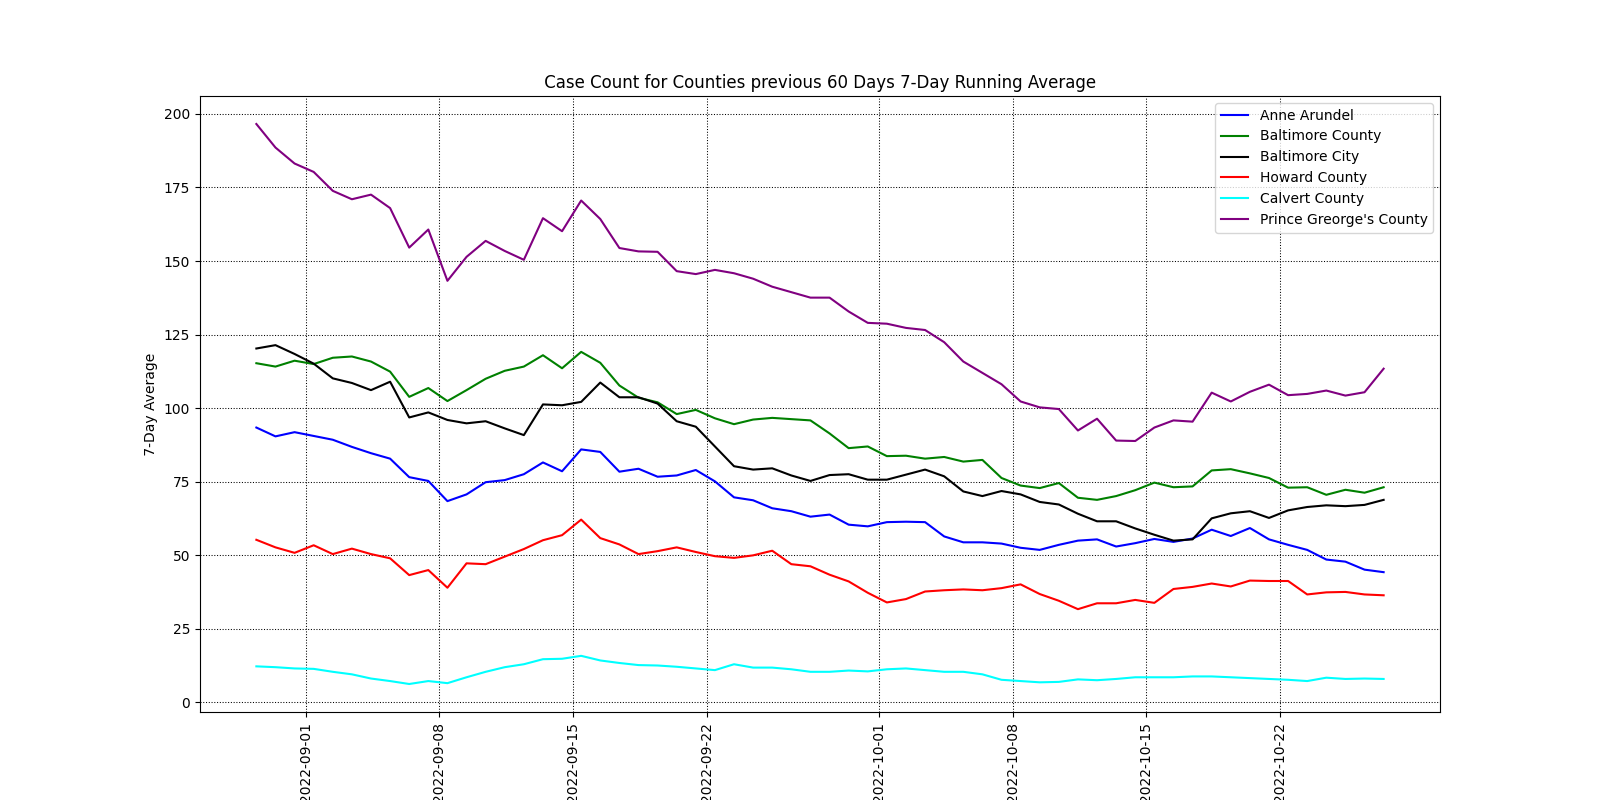 Case Count for Counties previous 60 Days 7-Day Running Average
Anne Arundel
Baltimore County
Baltimore City
Howard County
Calvert County
Prince Greorge's County
7-Day Average
200
175
150
125
100
75
50
25
0
2022-09-01
2022-09-08
2022-09-15
2022-09-22
2022-10-01
2022-10-08
2022-10-15
2022-10-22